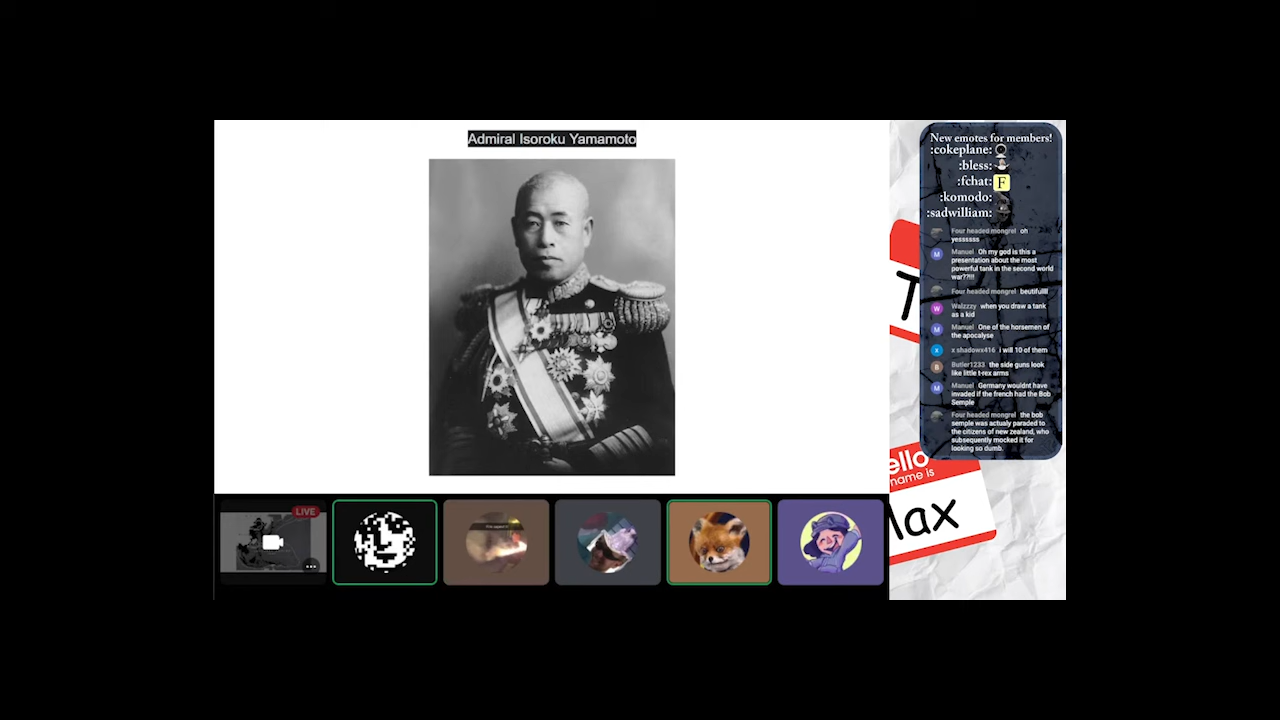 Admiral Isoroku Yamamoto
New emotes for members!
:cokeplane:
:bless:
:fchat: F
:komodo:
:sadwilliam:
Four headed mongrel oh
yessssss
M Manuel Oh my god is this a
presentation about the most
powerful tank in the second world
war??!!!
Four headed mongrel beutifullll
W Walzzzy when you draw a tank
as a kid
M Manuel One of the horsemen of
the apocalyse
x x shadowx416 i will 10 of them
B Butler1233 the side guns look
like little t-rex arms
M Manuel Germany wouldnt have
invaded if the french had the Bob
Semple
Four headed mongrel the bob
semple was actualy paraded to
the citizens of new zealand, who
subsequently mocked it for
looking so dumb.
ello
name is
Max
LIVE